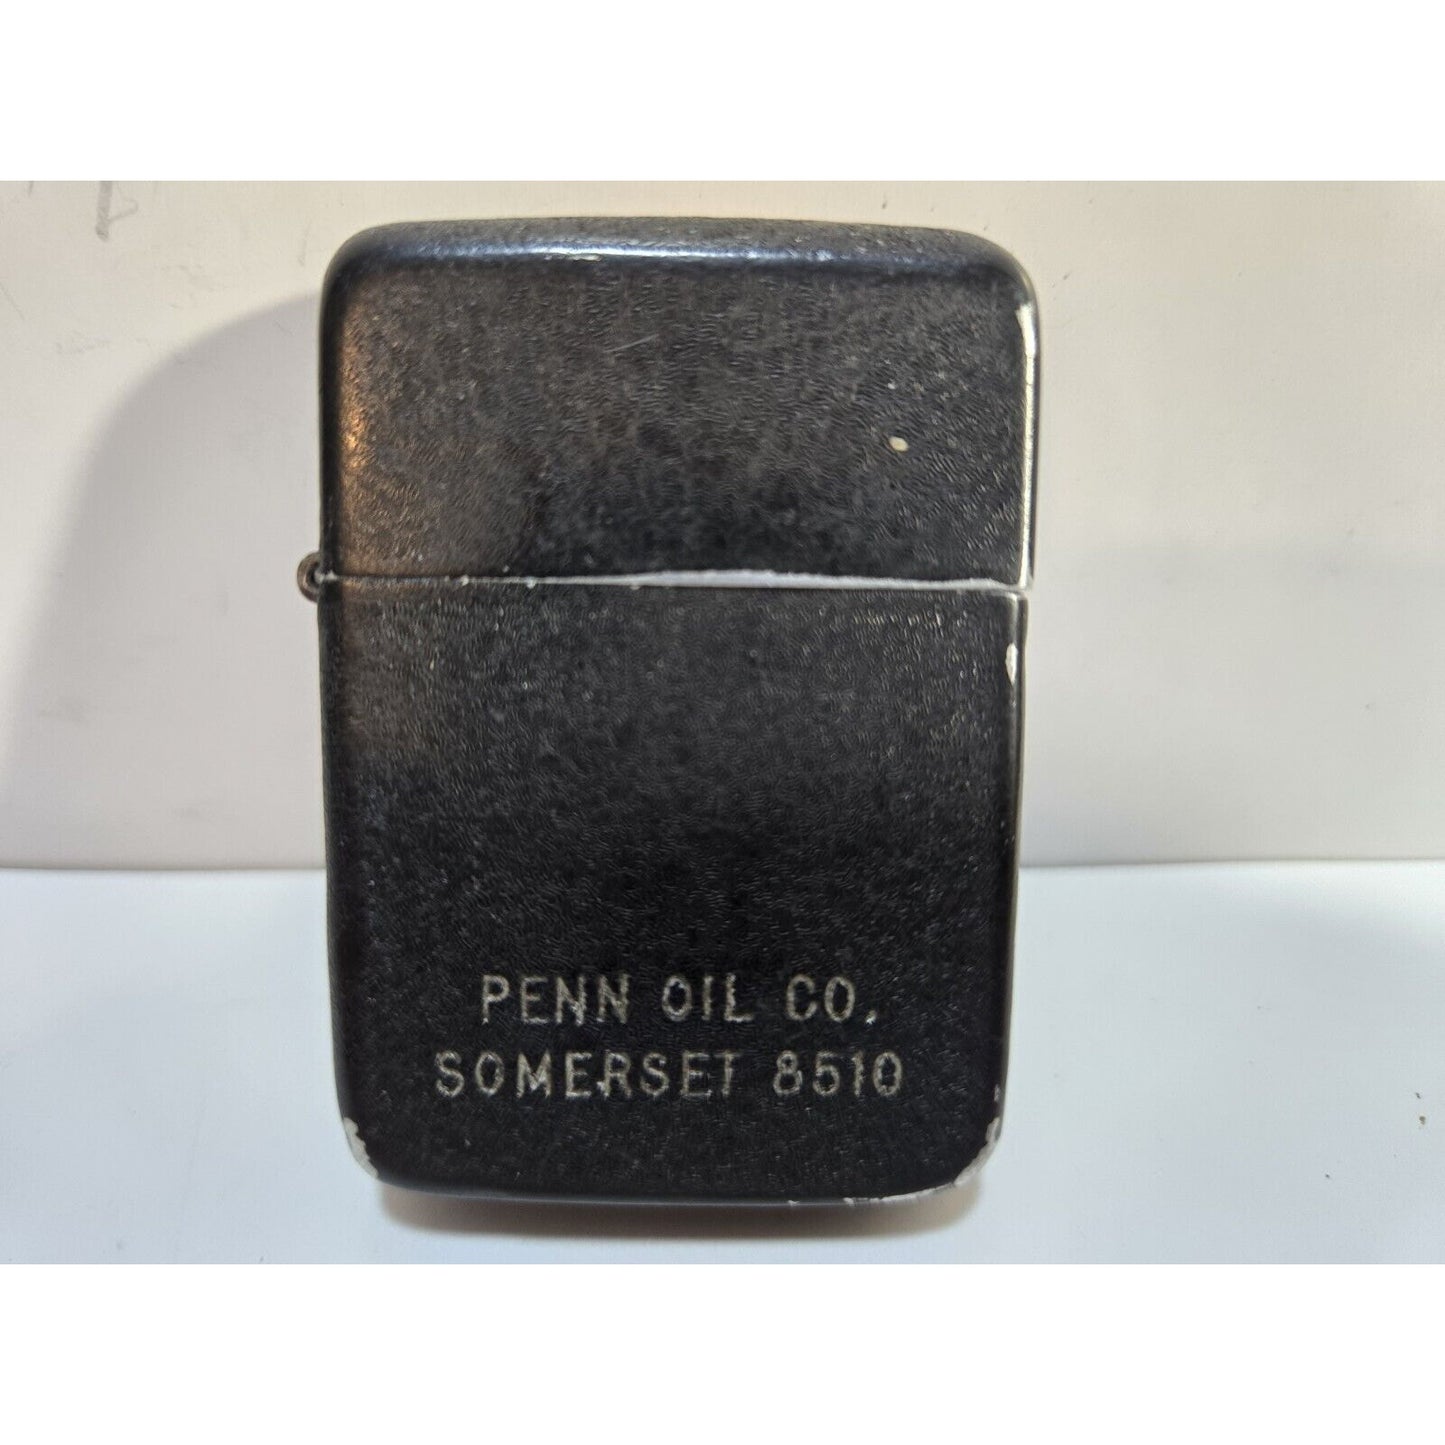 PENN OIL CO.
SOMERSET 8510